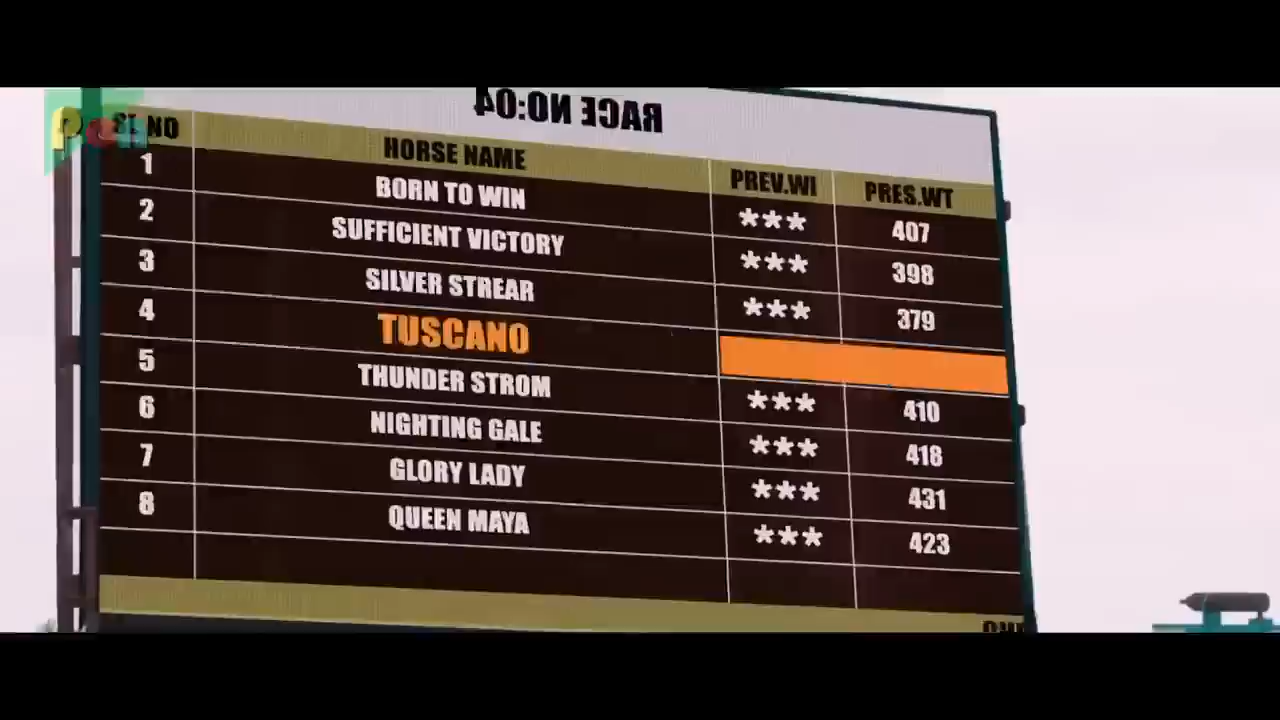 Pen
RACE NO:04
SL.NO HORSE NAME PREV.WI PRES.WT
1 BORN TO WIN *** 407
2 SUFFICIENT VICTORY *** 398
3 SILVER STREAR *** 379
4 TUSCANO
5 THUNDER STROM *** 410
6 NIGHTING GALE *** 418
7 GLORY LADY *** 431
8 QUEEN MAYA *** 423